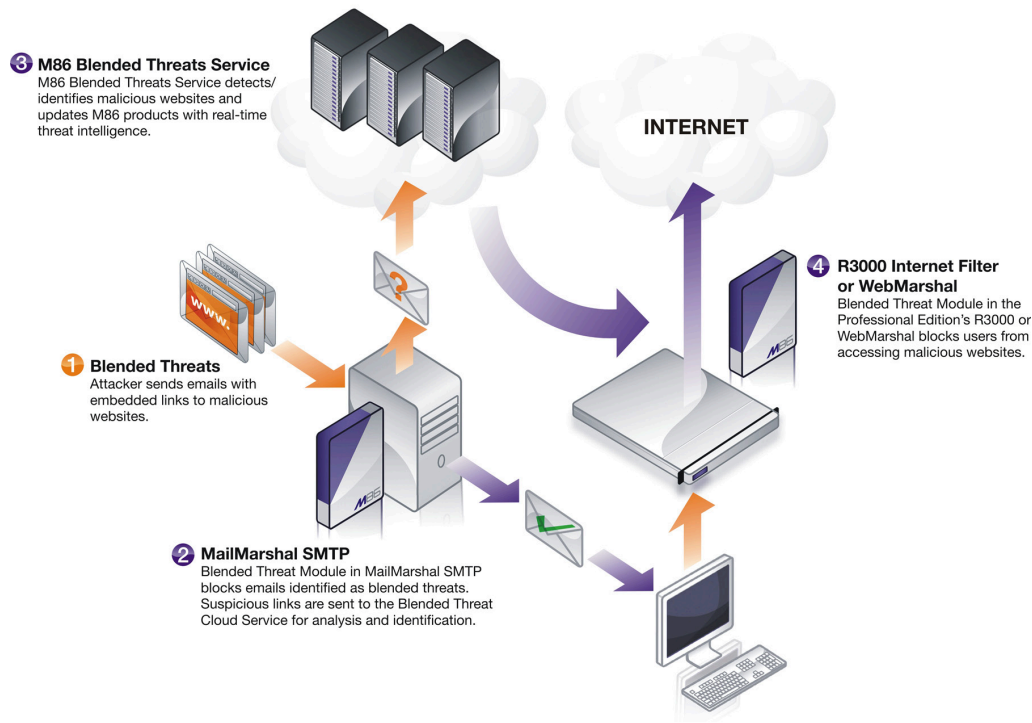 3 M86 Blended Threats Service
M86 Blended Threats Service detects/
identifies malicious websites and
updates M86 products with real-time
threat intelligence.
INTERNET
4 R3000 Internet Filter
or WebMarshal
Blended Threat Module in the
Professional Edition's R3000 or
WebMarshal blocks users from
accessing malicious websites.
M86
?
www.
1 Blended Threats
Attacker sends emails with
embedded links to malicious
websites.
M86
2 MailMarshal SMTP
Blended Threat Module in MailMarshal SMTP
blocks emails identified as blended threats.
Suspicious links are sent to the Blended Threat
Cloud Service for analysis and identification.